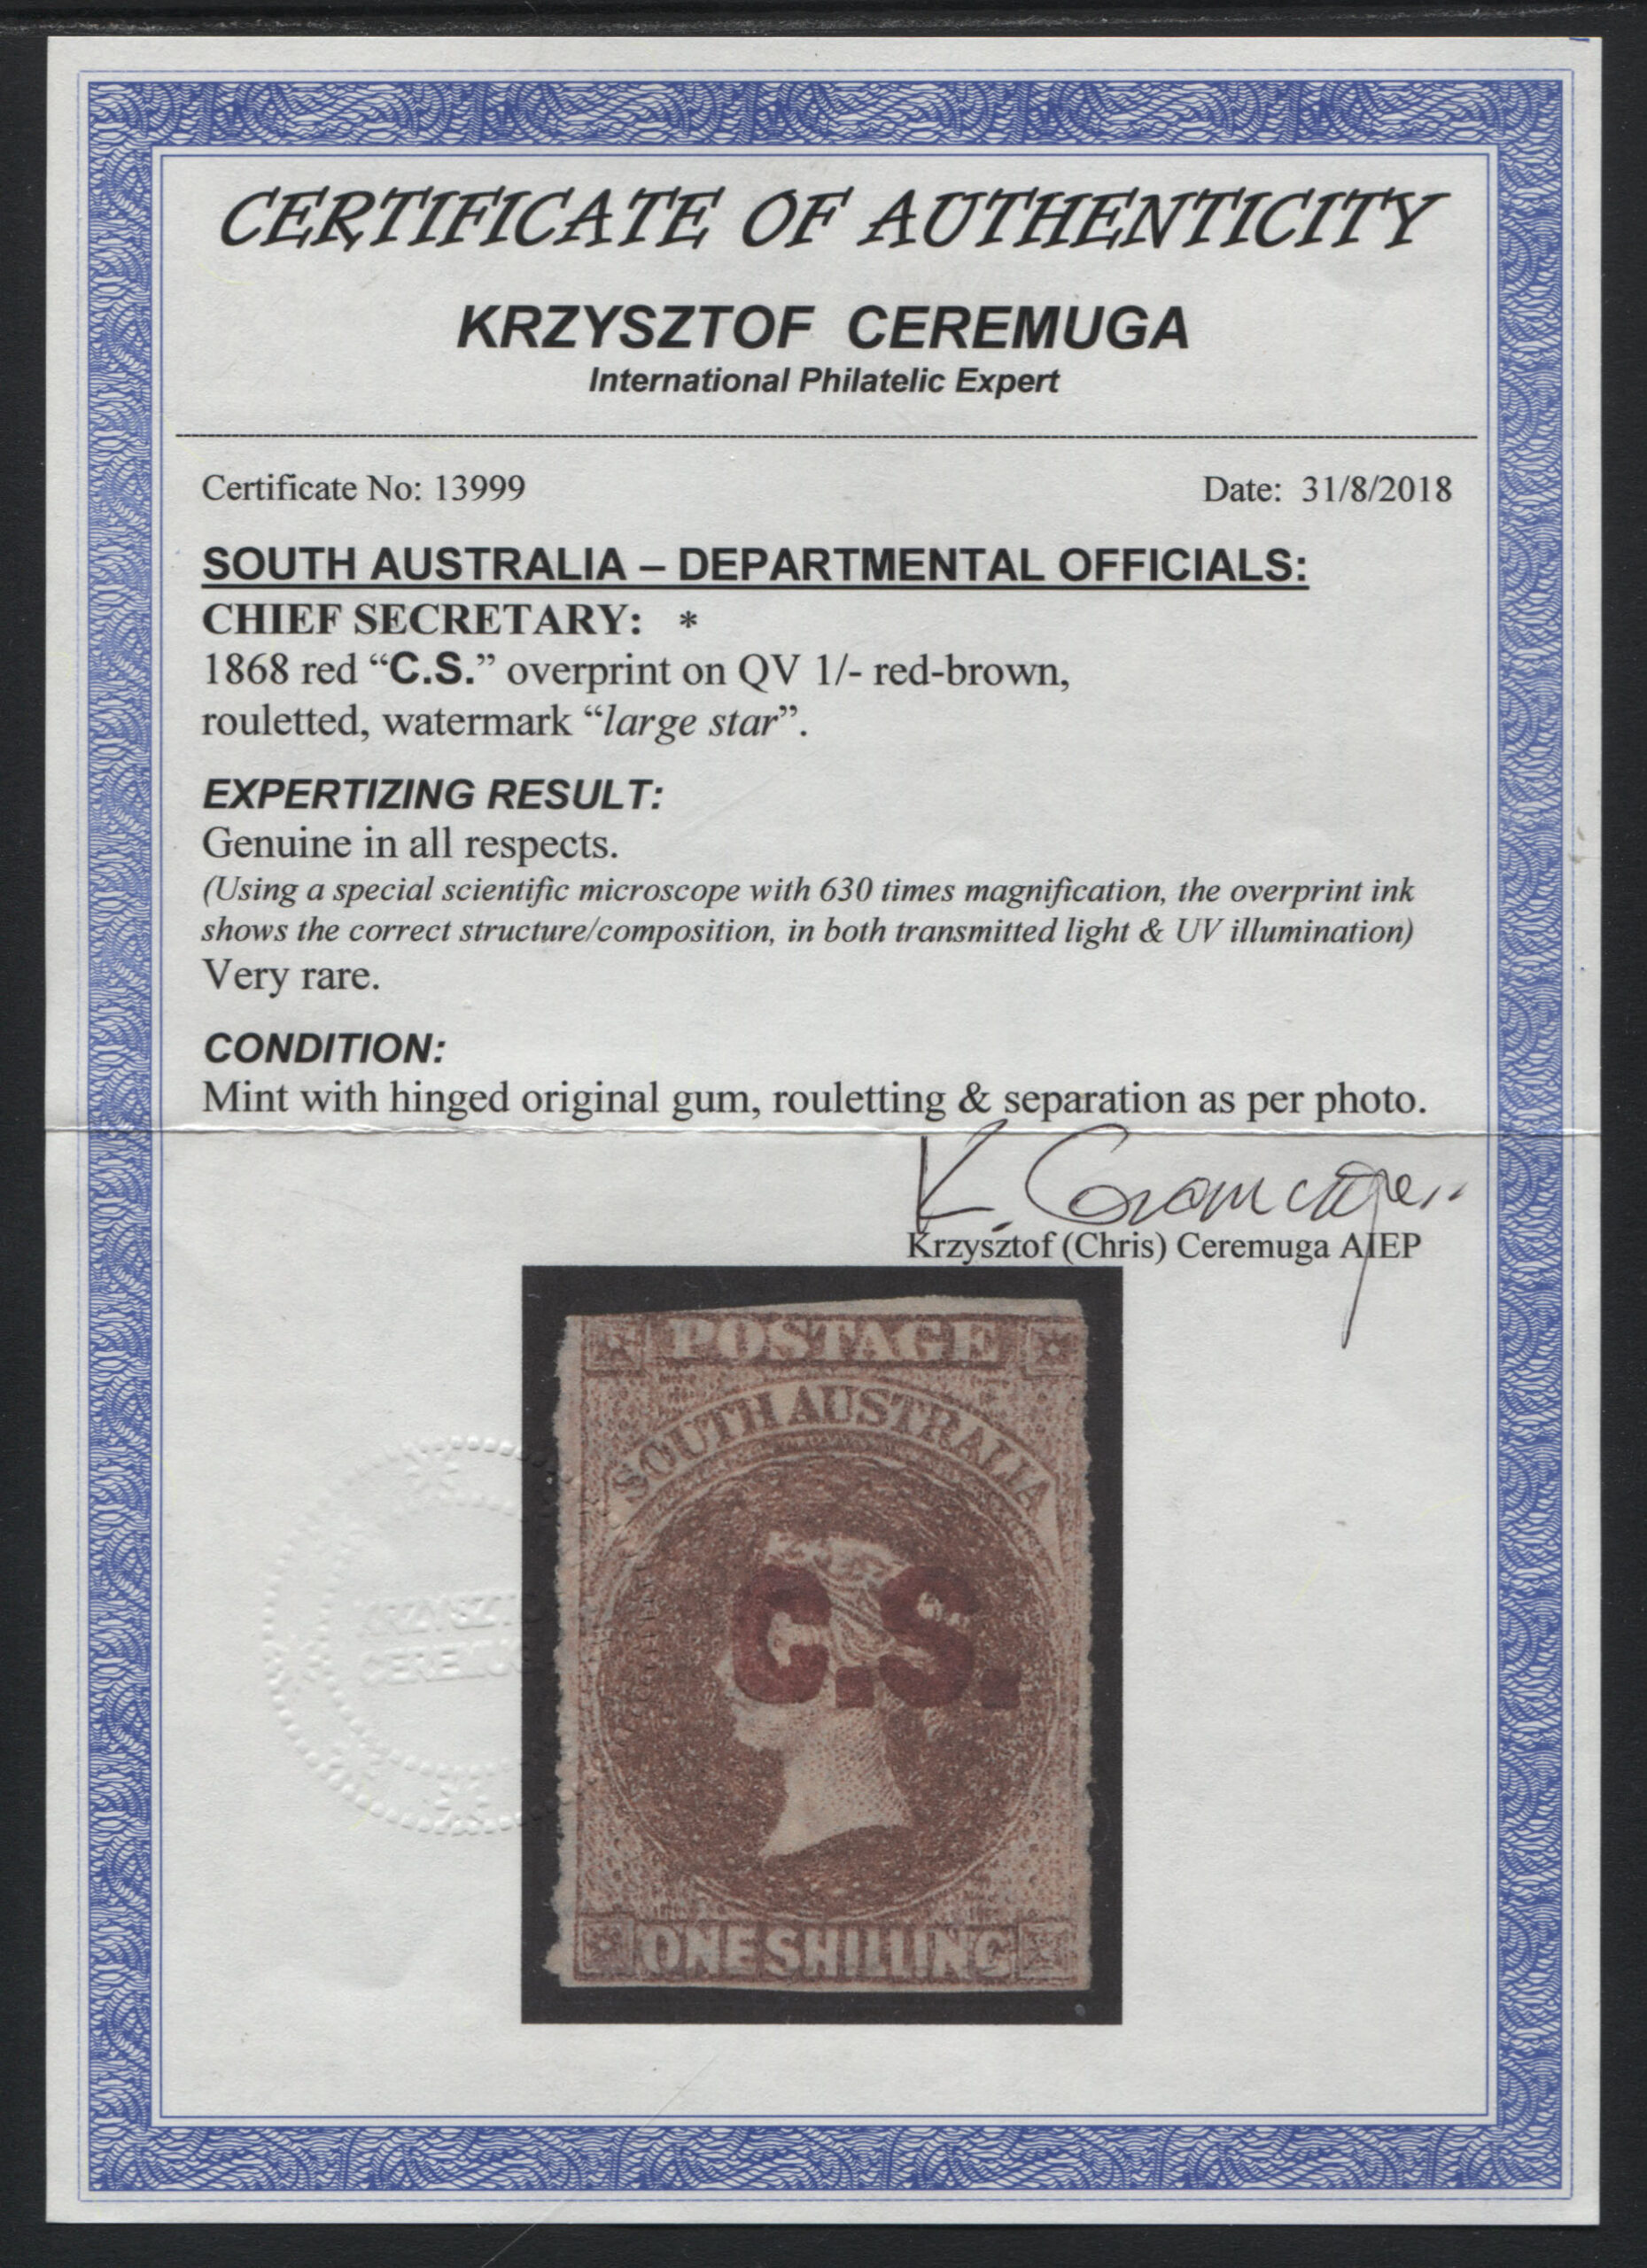 CERTIFICATE OF AUTHENTICITY
KRZYSZTOF CEREMUGA
International Philatelic Expert
Certificate No: 13999 Date: 31/8/2018
SOUTH AUSTRALIA – DEPARTMENTAL OFFICIALS:
CHIEF SECRETARY: *
1868 red “C.S.” overprint on QV 1/- red-brown,
rouletted, watermark “large star”.
EXPERTIZING RESULT:
Genuine in all respects.
(Using a special scientific microscope with 630 times magnification, the overprint ink
shows the correct structure/composition, in both transmitted light & UV illumination)
Very rare.
CONDITION:
Mint with hinged original gum, rouletting & separation as per photo.
K. Ceremuga
Krzysztof (Chris) Ceremuga AIEP
POSTAGE
SOUTH AUSTRALIA
C.S.
KRZYSZTO
CEREMUG
ONE SHILLING